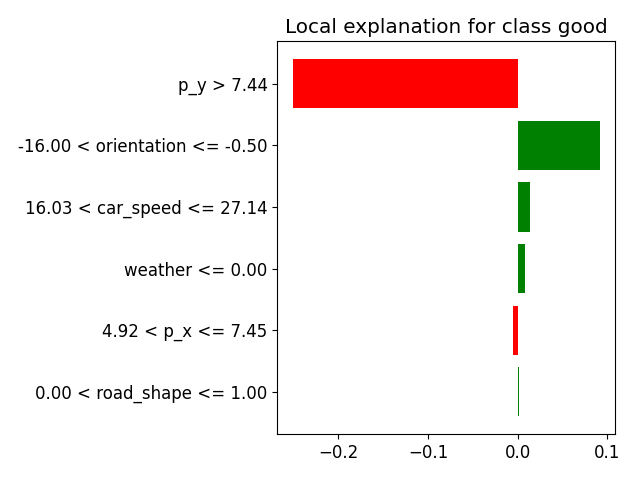 Local explanation for class good
p_y > 7.44
-16.00 < orientation <= -0.50
16.03 < car_speed <= 27.14
weather <= 0.00
4.92 < p_x <= 7.45
0.00 < road_shape <= 1.00
−0.2 −0.1 0.0 0.1